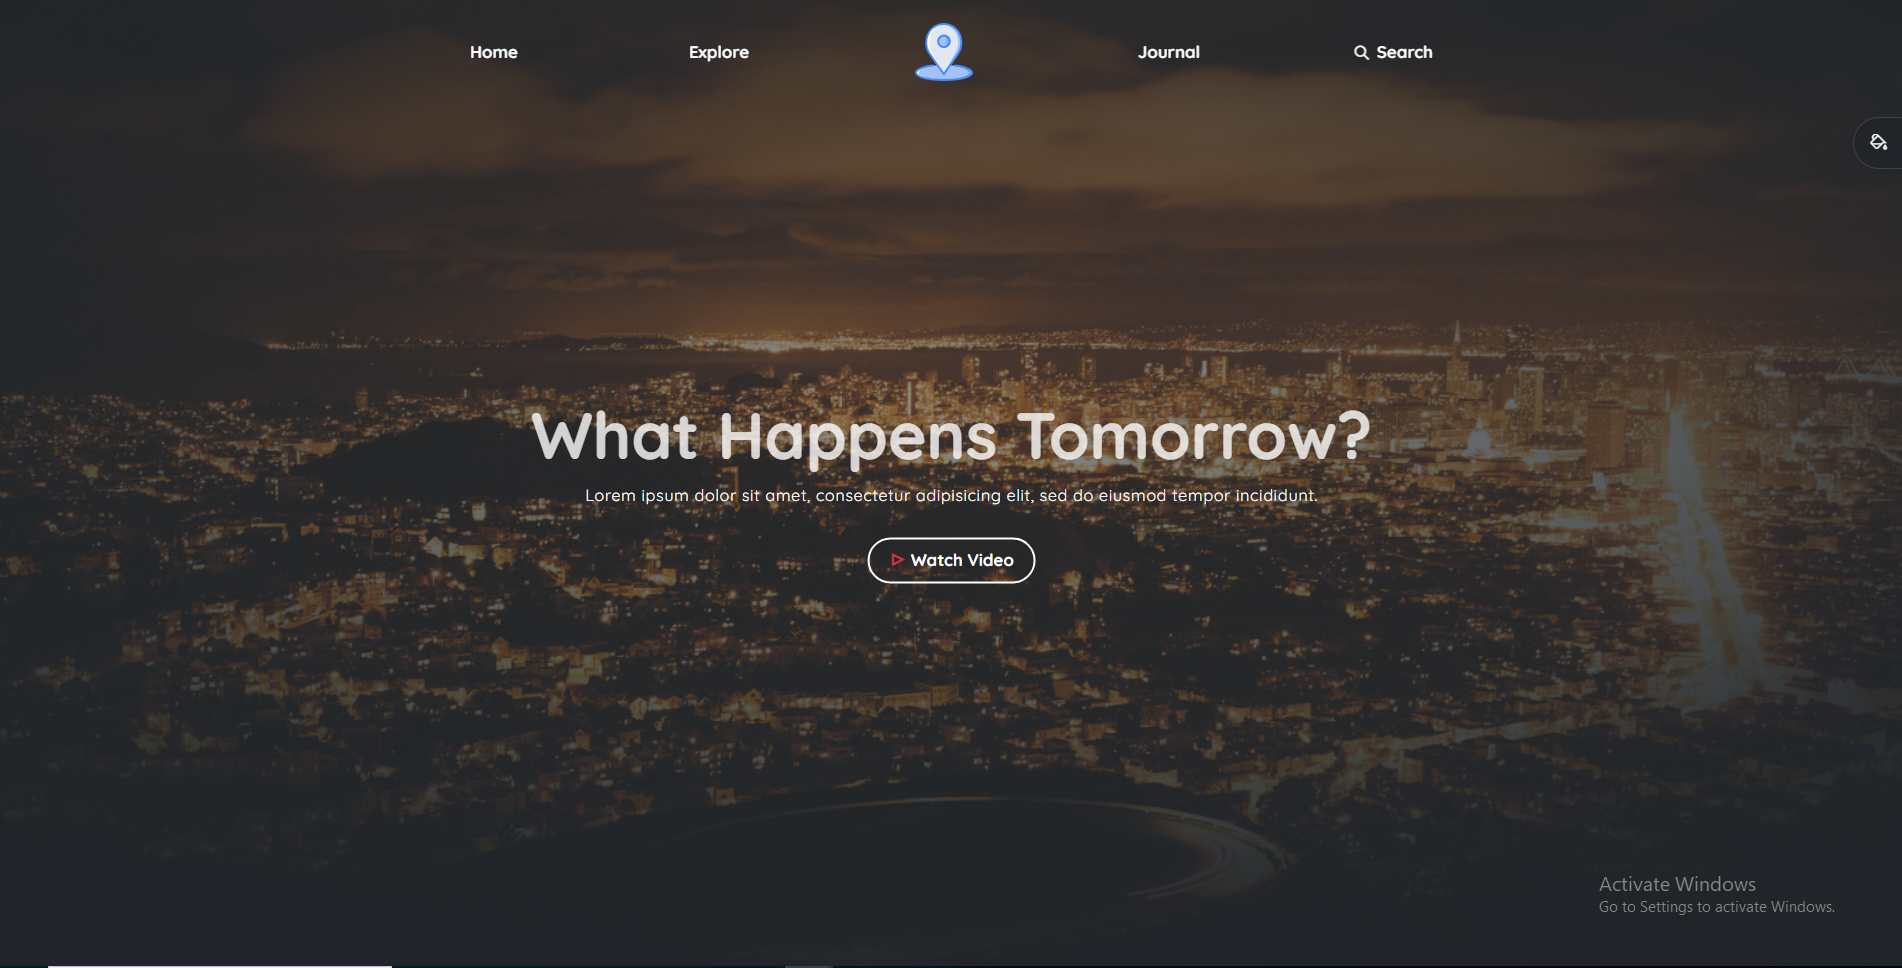 Home
Explore
Journal
Search
What Happens Tomorrow?
Lorem ipsum dolor sit amet, consectetur adipisicing elit, sed do eiusmod tempor incididunt.
Watch Video
Activate Windows
Go to Settings to activate Windows.